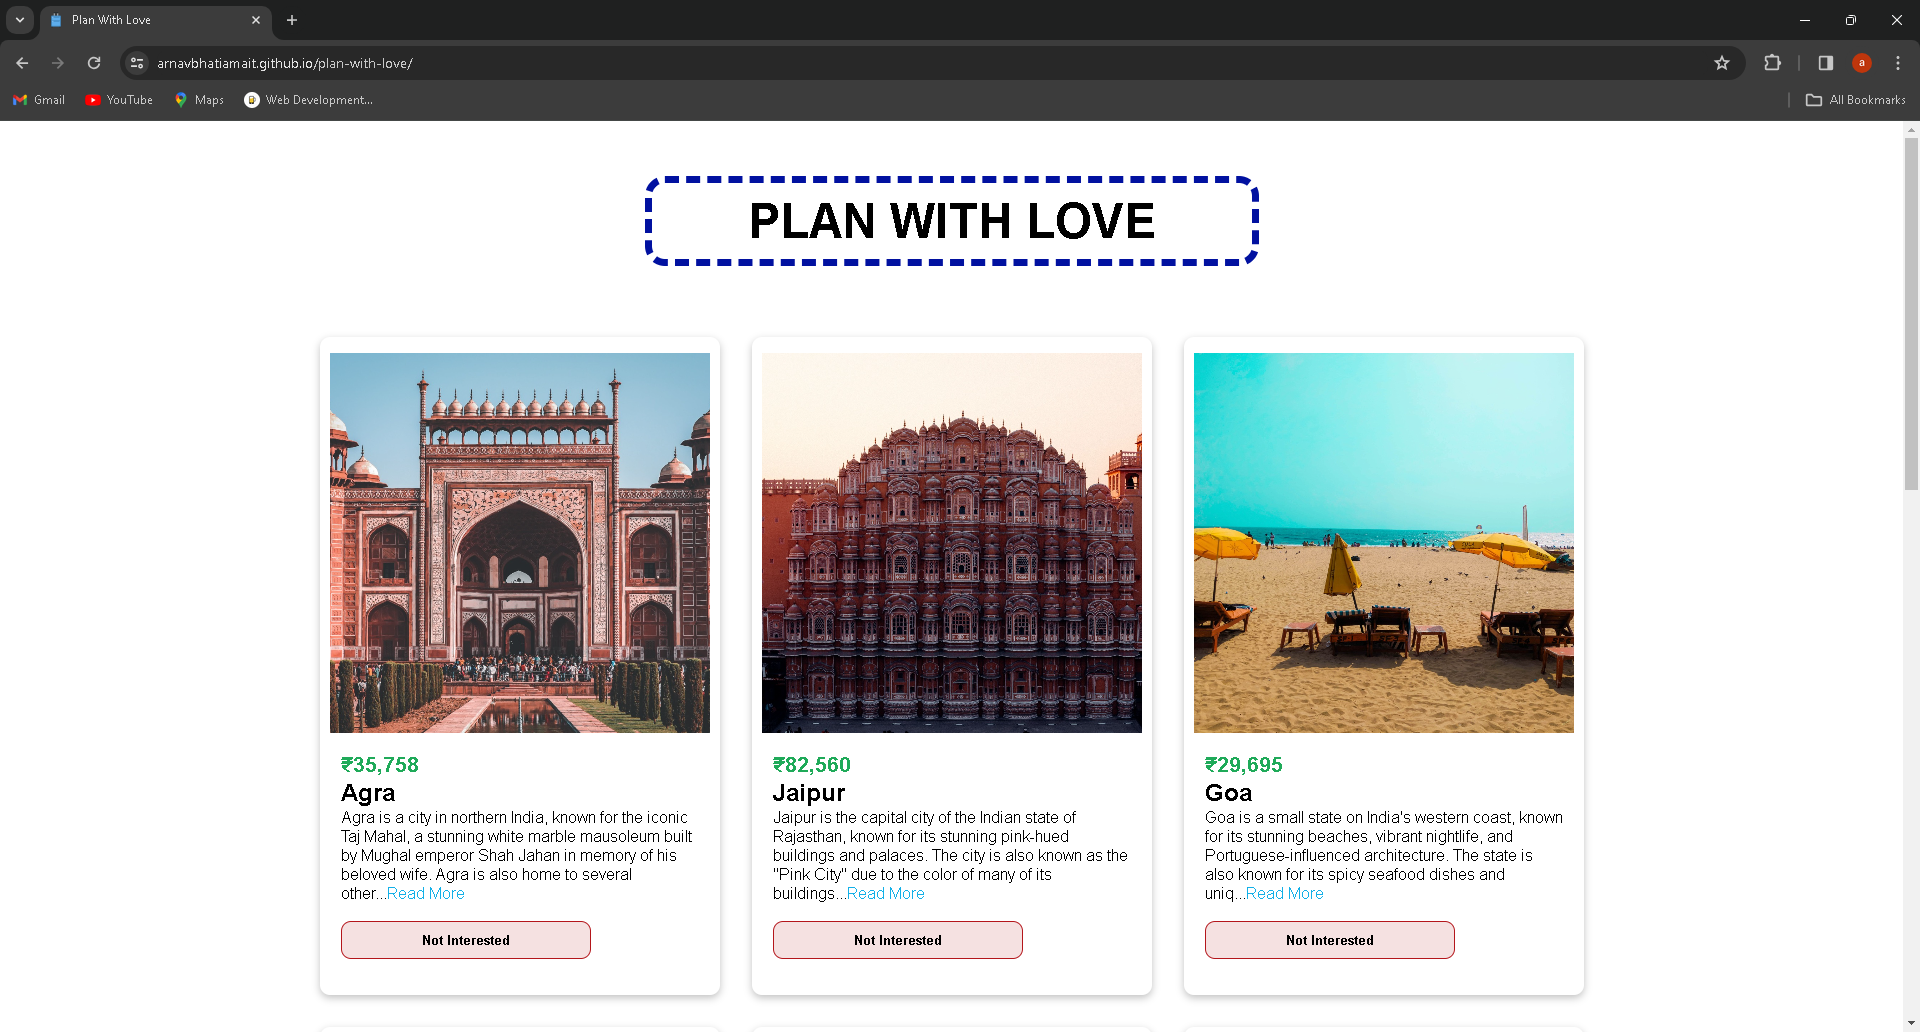 Plan With Love
arnavbhatiamait.github.io/plan-with-love/
a
Gmail
YouTube
Maps
Web Development...
All Bookmarks
PLAN WITH LOVE
₹35,758
Agra
Agra is a city in northern India, known for the iconic
Taj Mahal, a stunning white marble mausoleum built
by Mughal emperor Shah Jahan in memory of his
beloved wife. Agra is also home to several
other...Read More
Not Interested
₹82,560
Jaipur
Jaipur is the capital city of the Indian state of
Rajasthan, known for its stunning pink-hued
buildings and palaces. The city is also known as the
"Pink City" due to the color of many of its
buildings...Read More
Not Interested
₹29,695
Goa
Goa is a small state on India's western coast, known
for its stunning beaches, vibrant nightlife, and
Portuguese-influenced architecture. The state is
also known for its spicy seafood dishes and
uniq...Read More
Not Interested